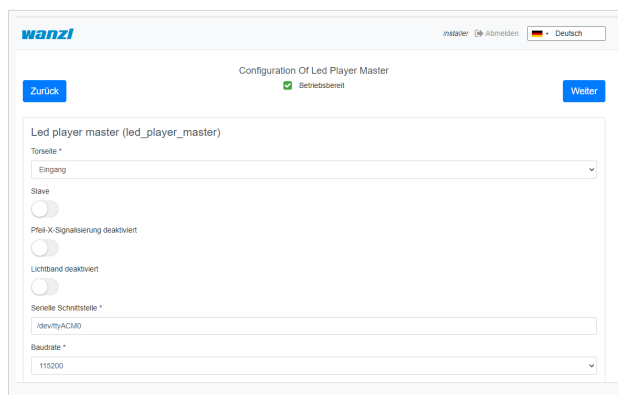 wanzl
installer Abmelden Deutsch
Configuration Of Led Player Master
Betriebsbereit
Zurück
Weiter
Led player master (led_player_master)
Torseite *
Eingang
Slave
Pfeil-X-Signalisierung deaktiviert
Lichtband deaktiviert
Serielle Schnittstelle *
/dev/ttyACM0
Baudrate *
115200